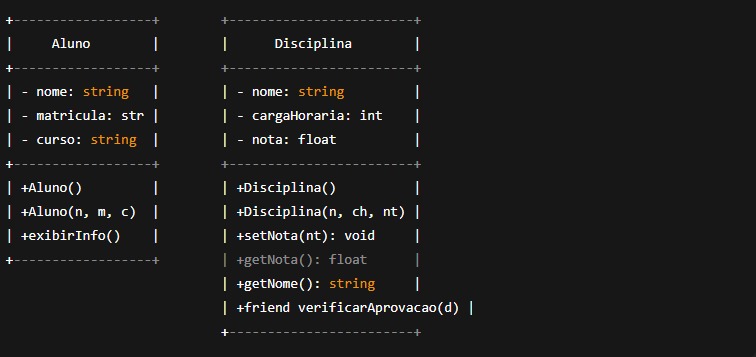 +------------------+        +------------------------+
|     Aluno        |        |      Disciplina        |
+------------------+        +------------------------+
| - nome: string   |        | - nome: string         |
| - matricula: str |        | - cargaHoraria: int    |
| - curso: string  |        | - nota: float          |
+------------------+        +------------------------+
| +Aluno()         |        | +Disciplina()          |
| +Aluno(n, m, c)  |        | +Disciplina(n, ch, nt) |
| +exibirInfo()    |        | +setNota(nt): void     |
+------------------+        | +getNota(): float      |
                            | +getNome(): string     |
                            | +friend verificarAprovacao(d) |
                            +------------------------+